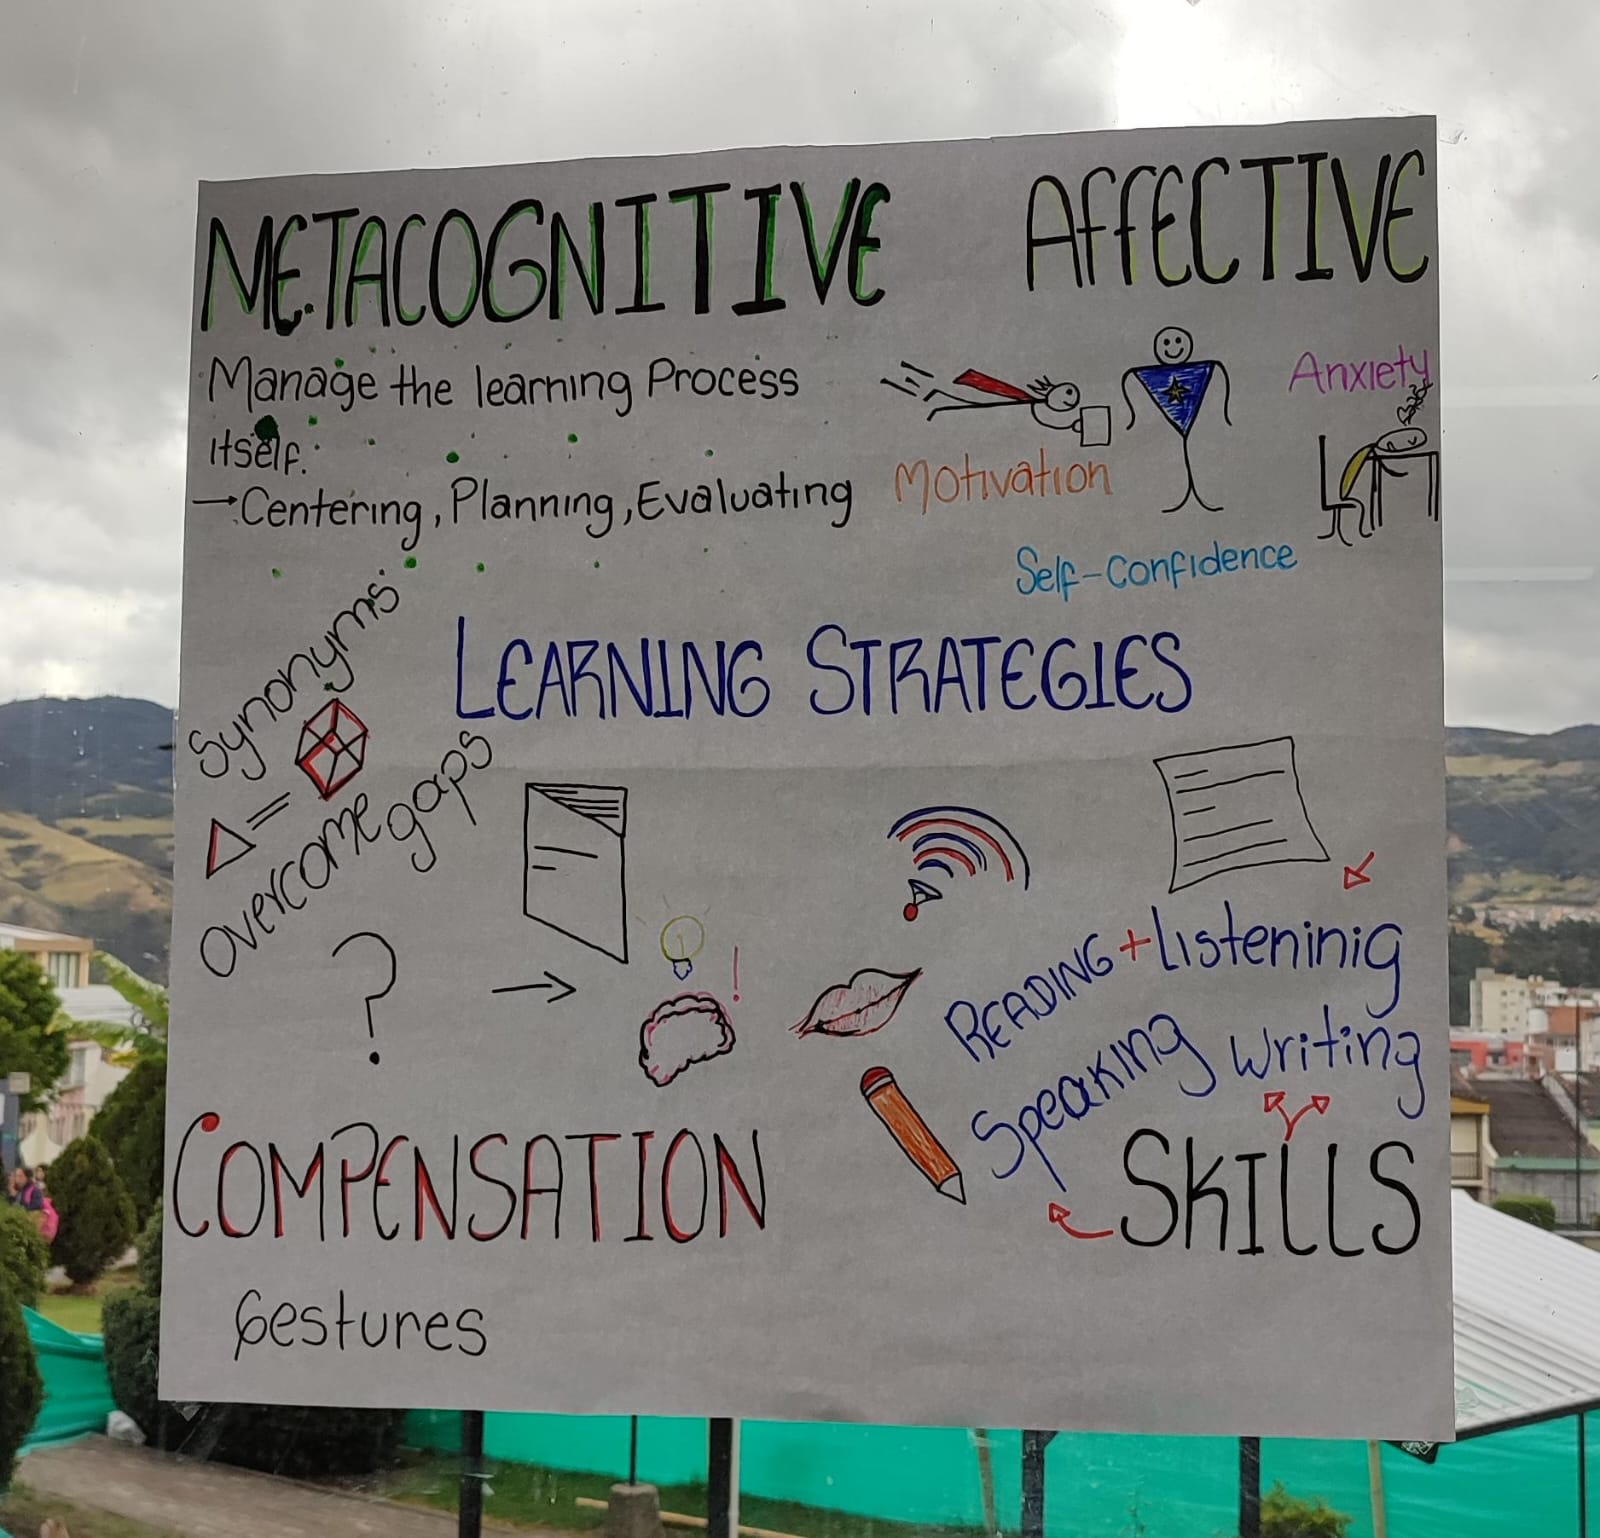 METACOGNITIVE
AFFECTIVE
Manage the learning Process
Itself.
→Centering, Planning, Evaluating
Motivation
Anxiety
Self-Confidence
LEARNING STRATEGIES
Synonyms
overcome gaps
?
!
READING + listeninig
Speaking writing
COMPENSATION
SKILLS
Gestures